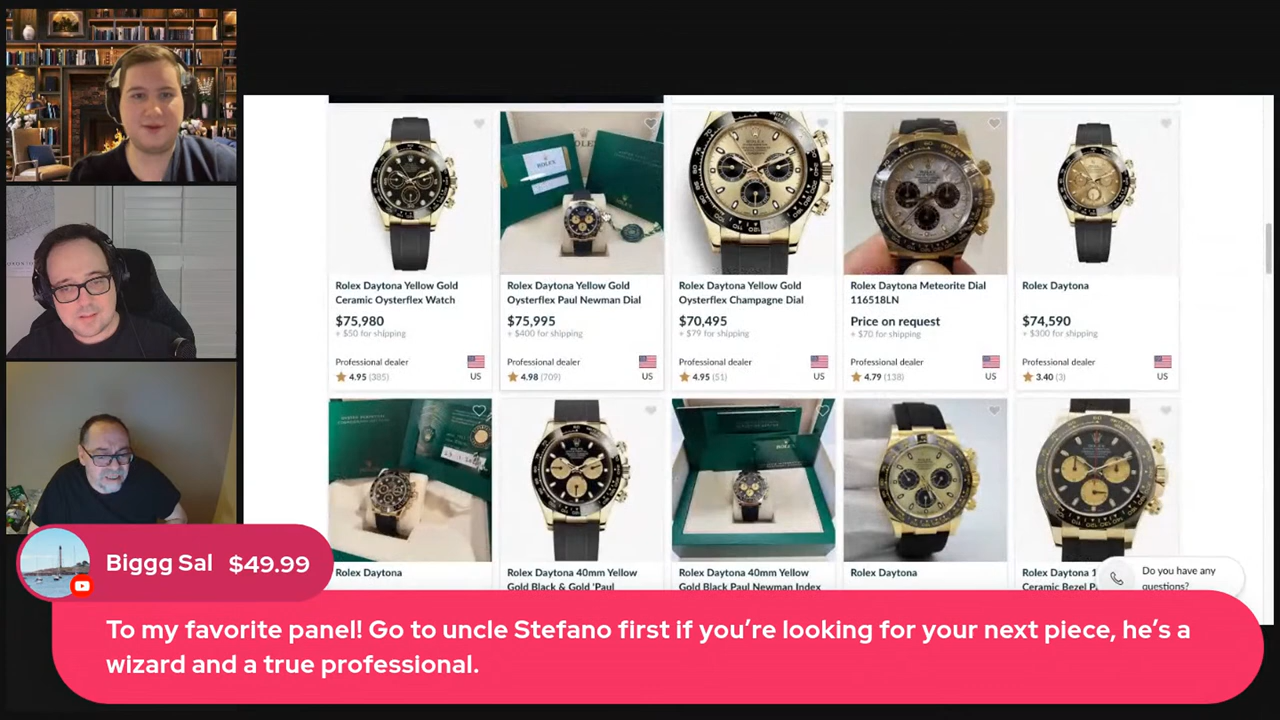 Rolex Daytona Yellow Gold
Ceramic Oysterflex Watch
$75,980
+ $50 for shipping
Professional dealer
4.95 (385)
US
Rolex Daytona Yellow Gold
Oysterflex Paul Newman Dial
$75,995
+ $400 for shipping
Professional dealer
4.98 (709)
US
Rolex Daytona Yellow Gold
Oysterflex Champagne Dial
$70,495
+ $79 for shipping
Professional dealer
4.95 (51)
US
Rolex Daytona Meteorite Dial
116518LN
Price on request
+ $70 for shipping
Professional dealer
4.79 (138)
US
Rolex Daytona
$74,590
+ $300 for shipping
Professional dealer
3.40 (3)
US
Rolex Daytona
Rolex Daytona 40mm Yellow
Gold Black & Gold 'Paul
Rolex Daytona 40mm Yellow
Gold Black Paul Newman Index
Rolex Daytona
Rolex Daytona 1
Ceramic Bezel P
Do you have any
questions?
Biggg Sal $49.99
To my favorite panel! Go to uncle Stefano first if you’re looking for your next piece, he’s a
wizard and a true professional.